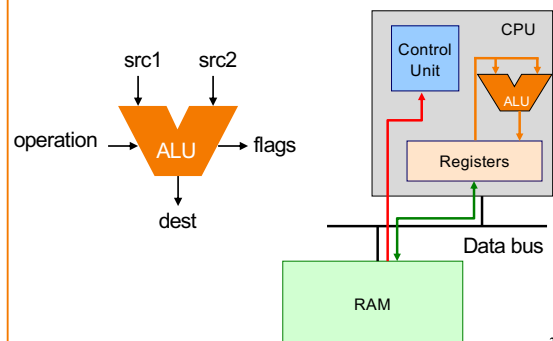 src1
src2
operation
ALU
flags
dest
CPU
Control
Unit
ALU
Registers
Data bus
RAM